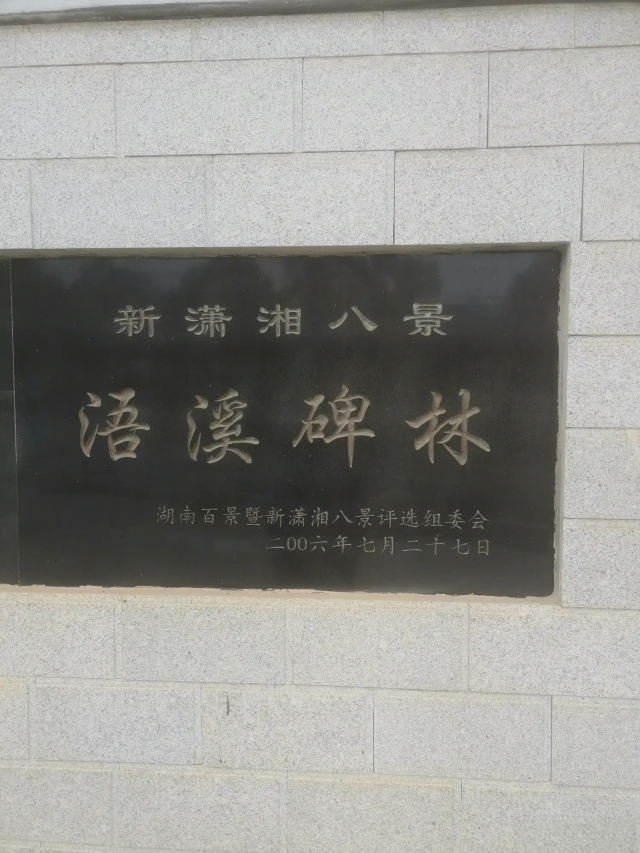 新潇湘八景
浯溪碑林
湖南百景暨新潇湘八景评选组委会
二00六年七月二十七日